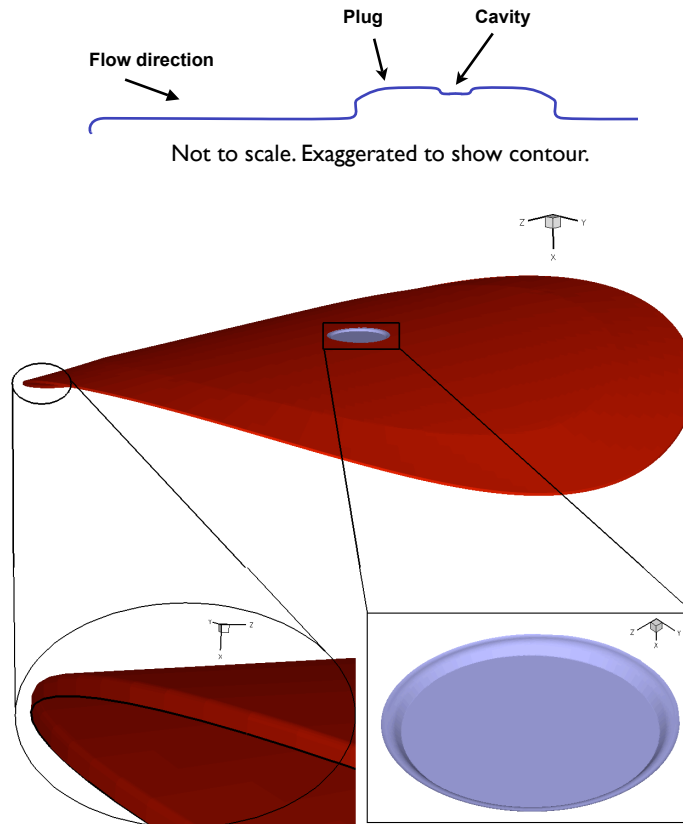 Plug
Cavity
Flow direction
Not to scale. Exaggerated to show contour.
Z
Y
X
Y
Z
X
Z
Y
X